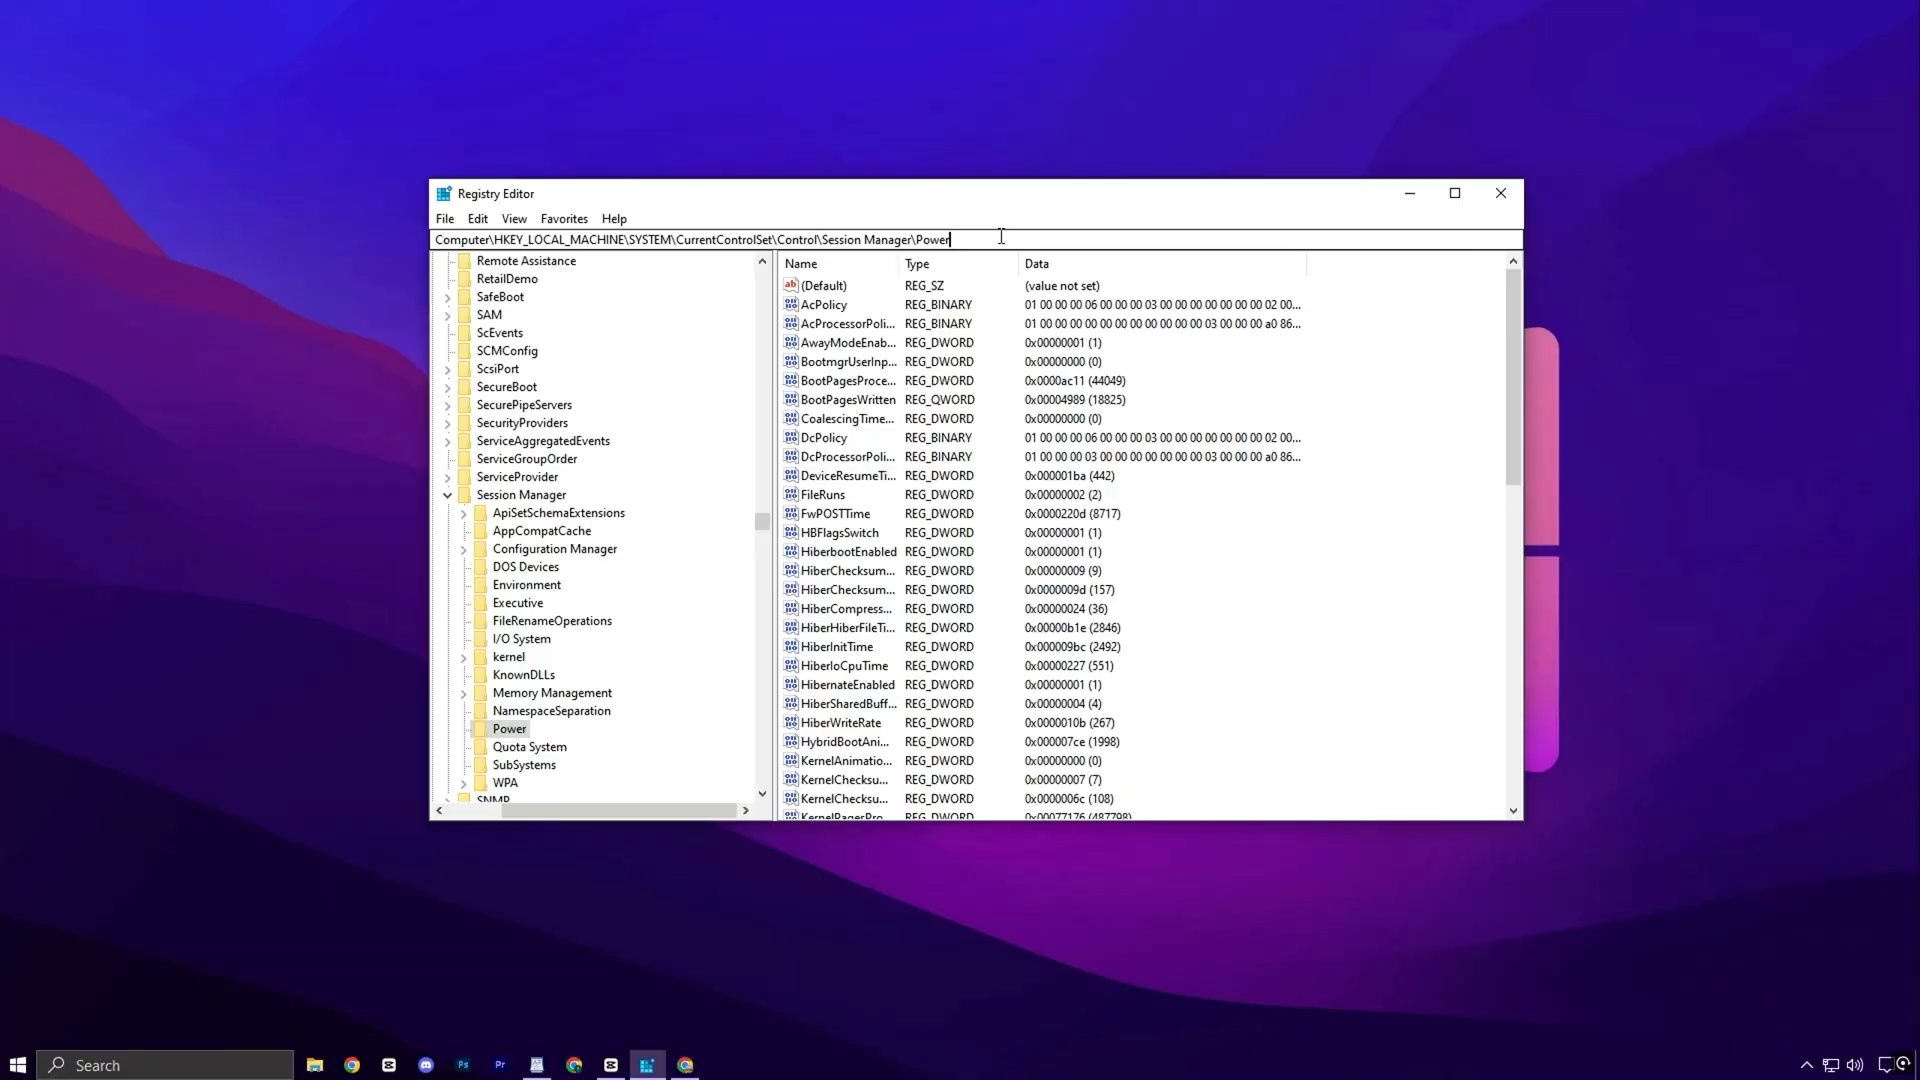 Registry Editor
File Edit View Favorites Help
Computer\HKEY_LOCAL_MACHINE\SYSTEM\CurrentControlSet\Control\Session Manager\Power
Remote Assistance
RetailDemo
SafeBoot
SAM
ScEvents
SCMConfig
ScsiPort
SecureBoot
SecurePipeServers
SecurityProviders
ServiceAggregatedEvents
ServiceGroupOrder
ServiceProvider
Session Manager
ApiSetSchemaExtensions
AppCompatCache
Configuration Manager
DOS Devices
Environment
Executive
FileRenameOperations
I/O System
kernel
KnownDLLs
Memory Management
NamespaceSeparation
Power
Quota System
SubSystems
WPA
SNMP
Name Type Data
(Default) REG_SZ (value not set)
AcPolicy REG_BINARY 01 00 00 00 06 00 00 00 03 00 00 00 00 00 00 00 02 00...
AcProcessorPoli... REG_BINARY 01 00 00 00 00 00 00 00 00 00 00 00 03 00 00 00 a0 86...
AwayModeEnab... REG_DWORD 0x00000001 (1)
BootmgrUserInp... REG_DWORD 0x00000000 (0)
BootPagesProce... REG_DWORD 0x0000ac11 (44049)
BootPagesWritten REG_QWORD 0x00004989 (18825)
CoalescingTime... REG_DWORD 0x00000000 (0)
DcPolicy REG_BINARY 01 00 00 00 06 00 00 00 03 00 00 00 00 00 00 00 02 00...
DcProcessorPoli... REG_BINARY 01 00 00 00 03 00 00 00 00 00 00 00 03 00 00 00 a0 86...
DeviceResumeTi... REG_DWORD 0x000001ba (442)
FileRuns REG_DWORD 0x00000002 (2)
FwPOSTTime REG_DWORD 0x0000220d (8717)
HBFlagsSwitch REG_DWORD 0x00000001 (1)
HiberbootEnabled REG_DWORD 0x00000001 (1)
HiberChecksum... REG_DWORD 0x00000009 (9)
HiberChecksum... REG_DWORD 0x0000009d (157)
HiberCompress... REG_DWORD 0x00000024 (36)
HiberHiberFileTi... REG_DWORD 0x00000b1e (2846)
HiberInitTime REG_DWORD 0x000009bc (2492)
HiberIoCpuTime REG_DWORD 0x00000227 (551)
HibernateEnabled REG_DWORD 0x00000001 (1)
HiberSharedBuff... REG_DWORD 0x00000004 (4)
HiberWriteRate REG_DWORD 0x0000010b (267)
HybridBootAni... REG_DWORD 0x000007ce (1998)
KernelAnimatio... REG_DWORD 0x00000000 (0)
KernelChecksu... REG_DWORD 0x00000007 (7)
KernelChecksu... REG_DWORD 0x0000006c (108)
KernelPagesPro... REG_DWORD 0x00077176 (487798)
Search
Ps
Pr